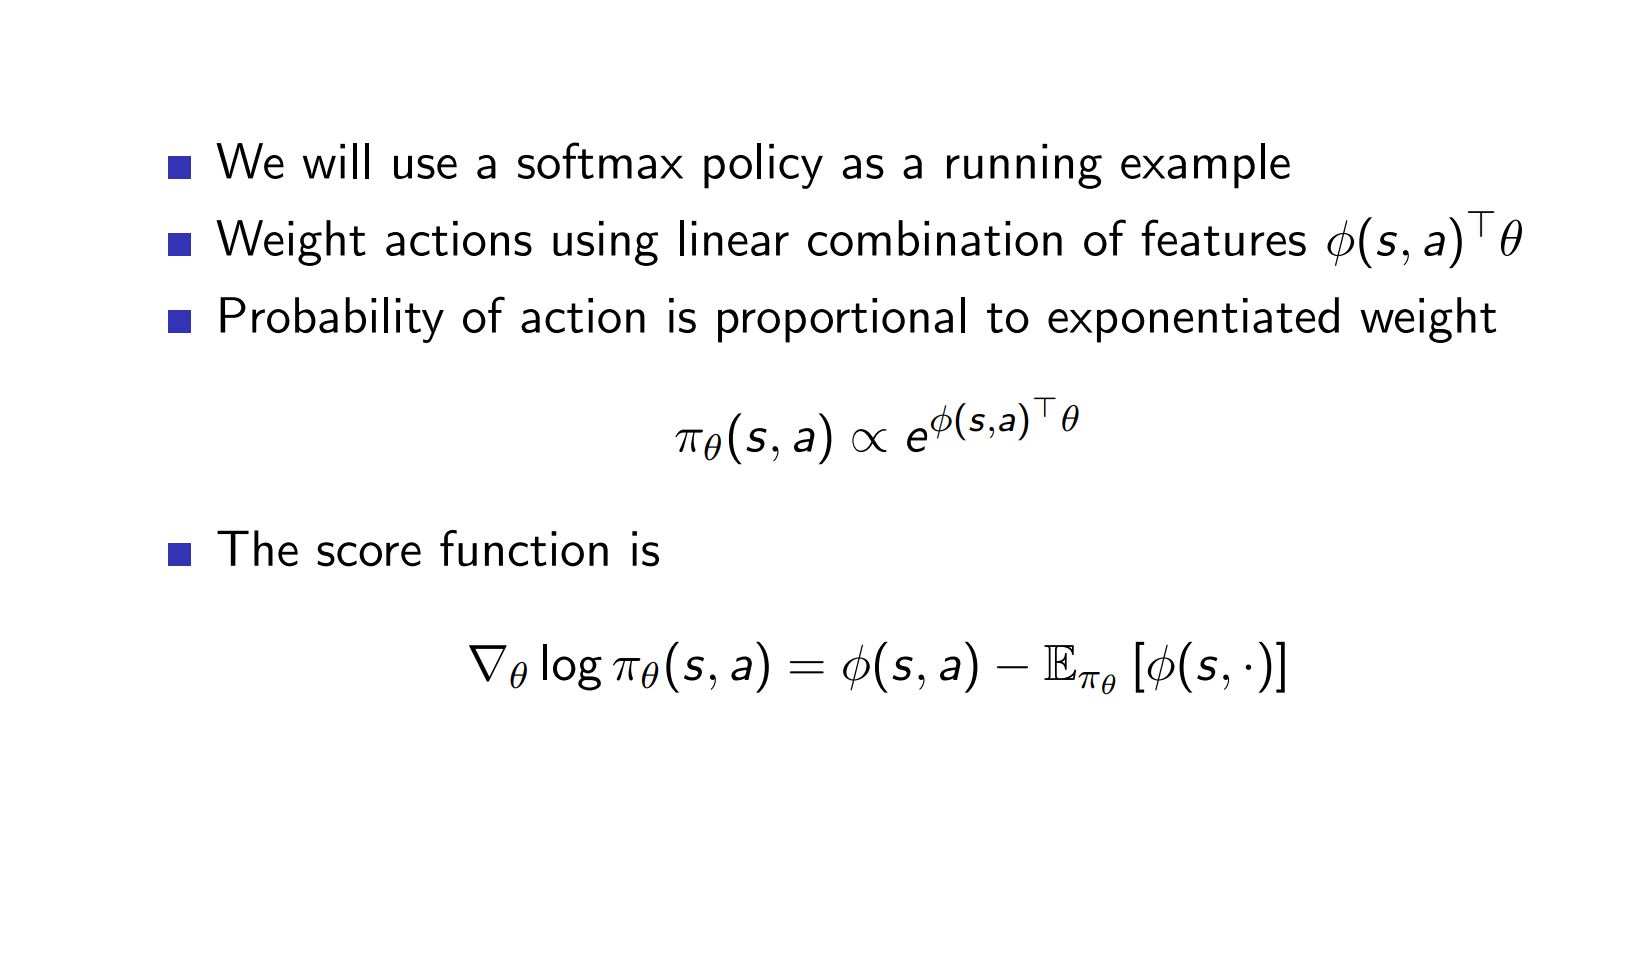 ■ We will use a softmax policy as a running example
■ Weight actions using linear combination of features $\phi(s, a)^\top \theta$
■ Probability of action is proportional to exponentiated weight
$\pi_\theta(s, a) \propto e^{\phi(s,a)^\top \theta}$
■ The score function is
$\nabla_\theta \log \pi_\theta(s, a) = \phi(s, a) - \mathbb{E}_{\pi_\theta} [\phi(s, \cdot)]$